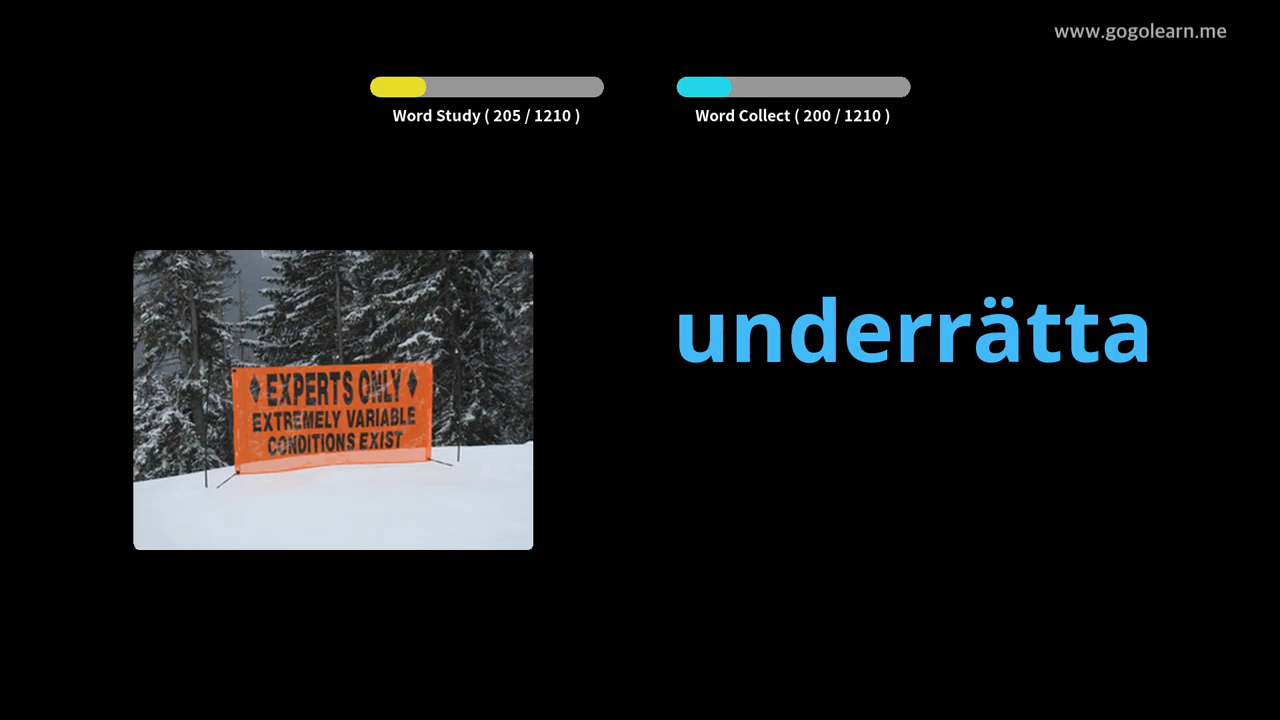 www.gogolearn.me
Word Study ( 205 / 1210 )
Word Collect ( 200 / 1210 )
EXPERTS ONLY
EXTREMELY VARIABLE
CONDITIONS EXIST
underrätta